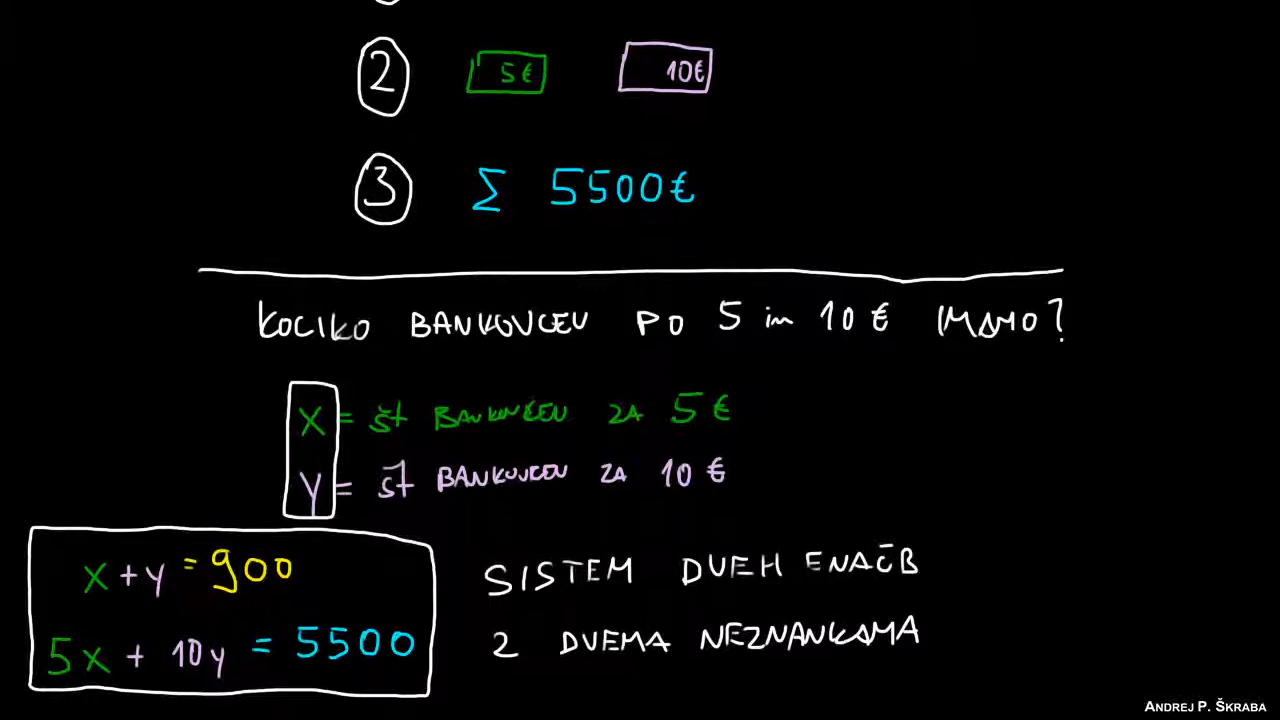 2 5€ 10€
3 Σ 5500€
KOLIKO BANKOVCEV PO 5 in 10 € IMAMO?
X = št BANKOVCEV ZA 5 €
Y = št BANKOVCEV ZA 10 €
x + y = 900
5x + 10y = 5500
SISTEM DVEH ENAČB
Z DVEMA NEZNANKAMA
ANDREJ P. ŠKRABA